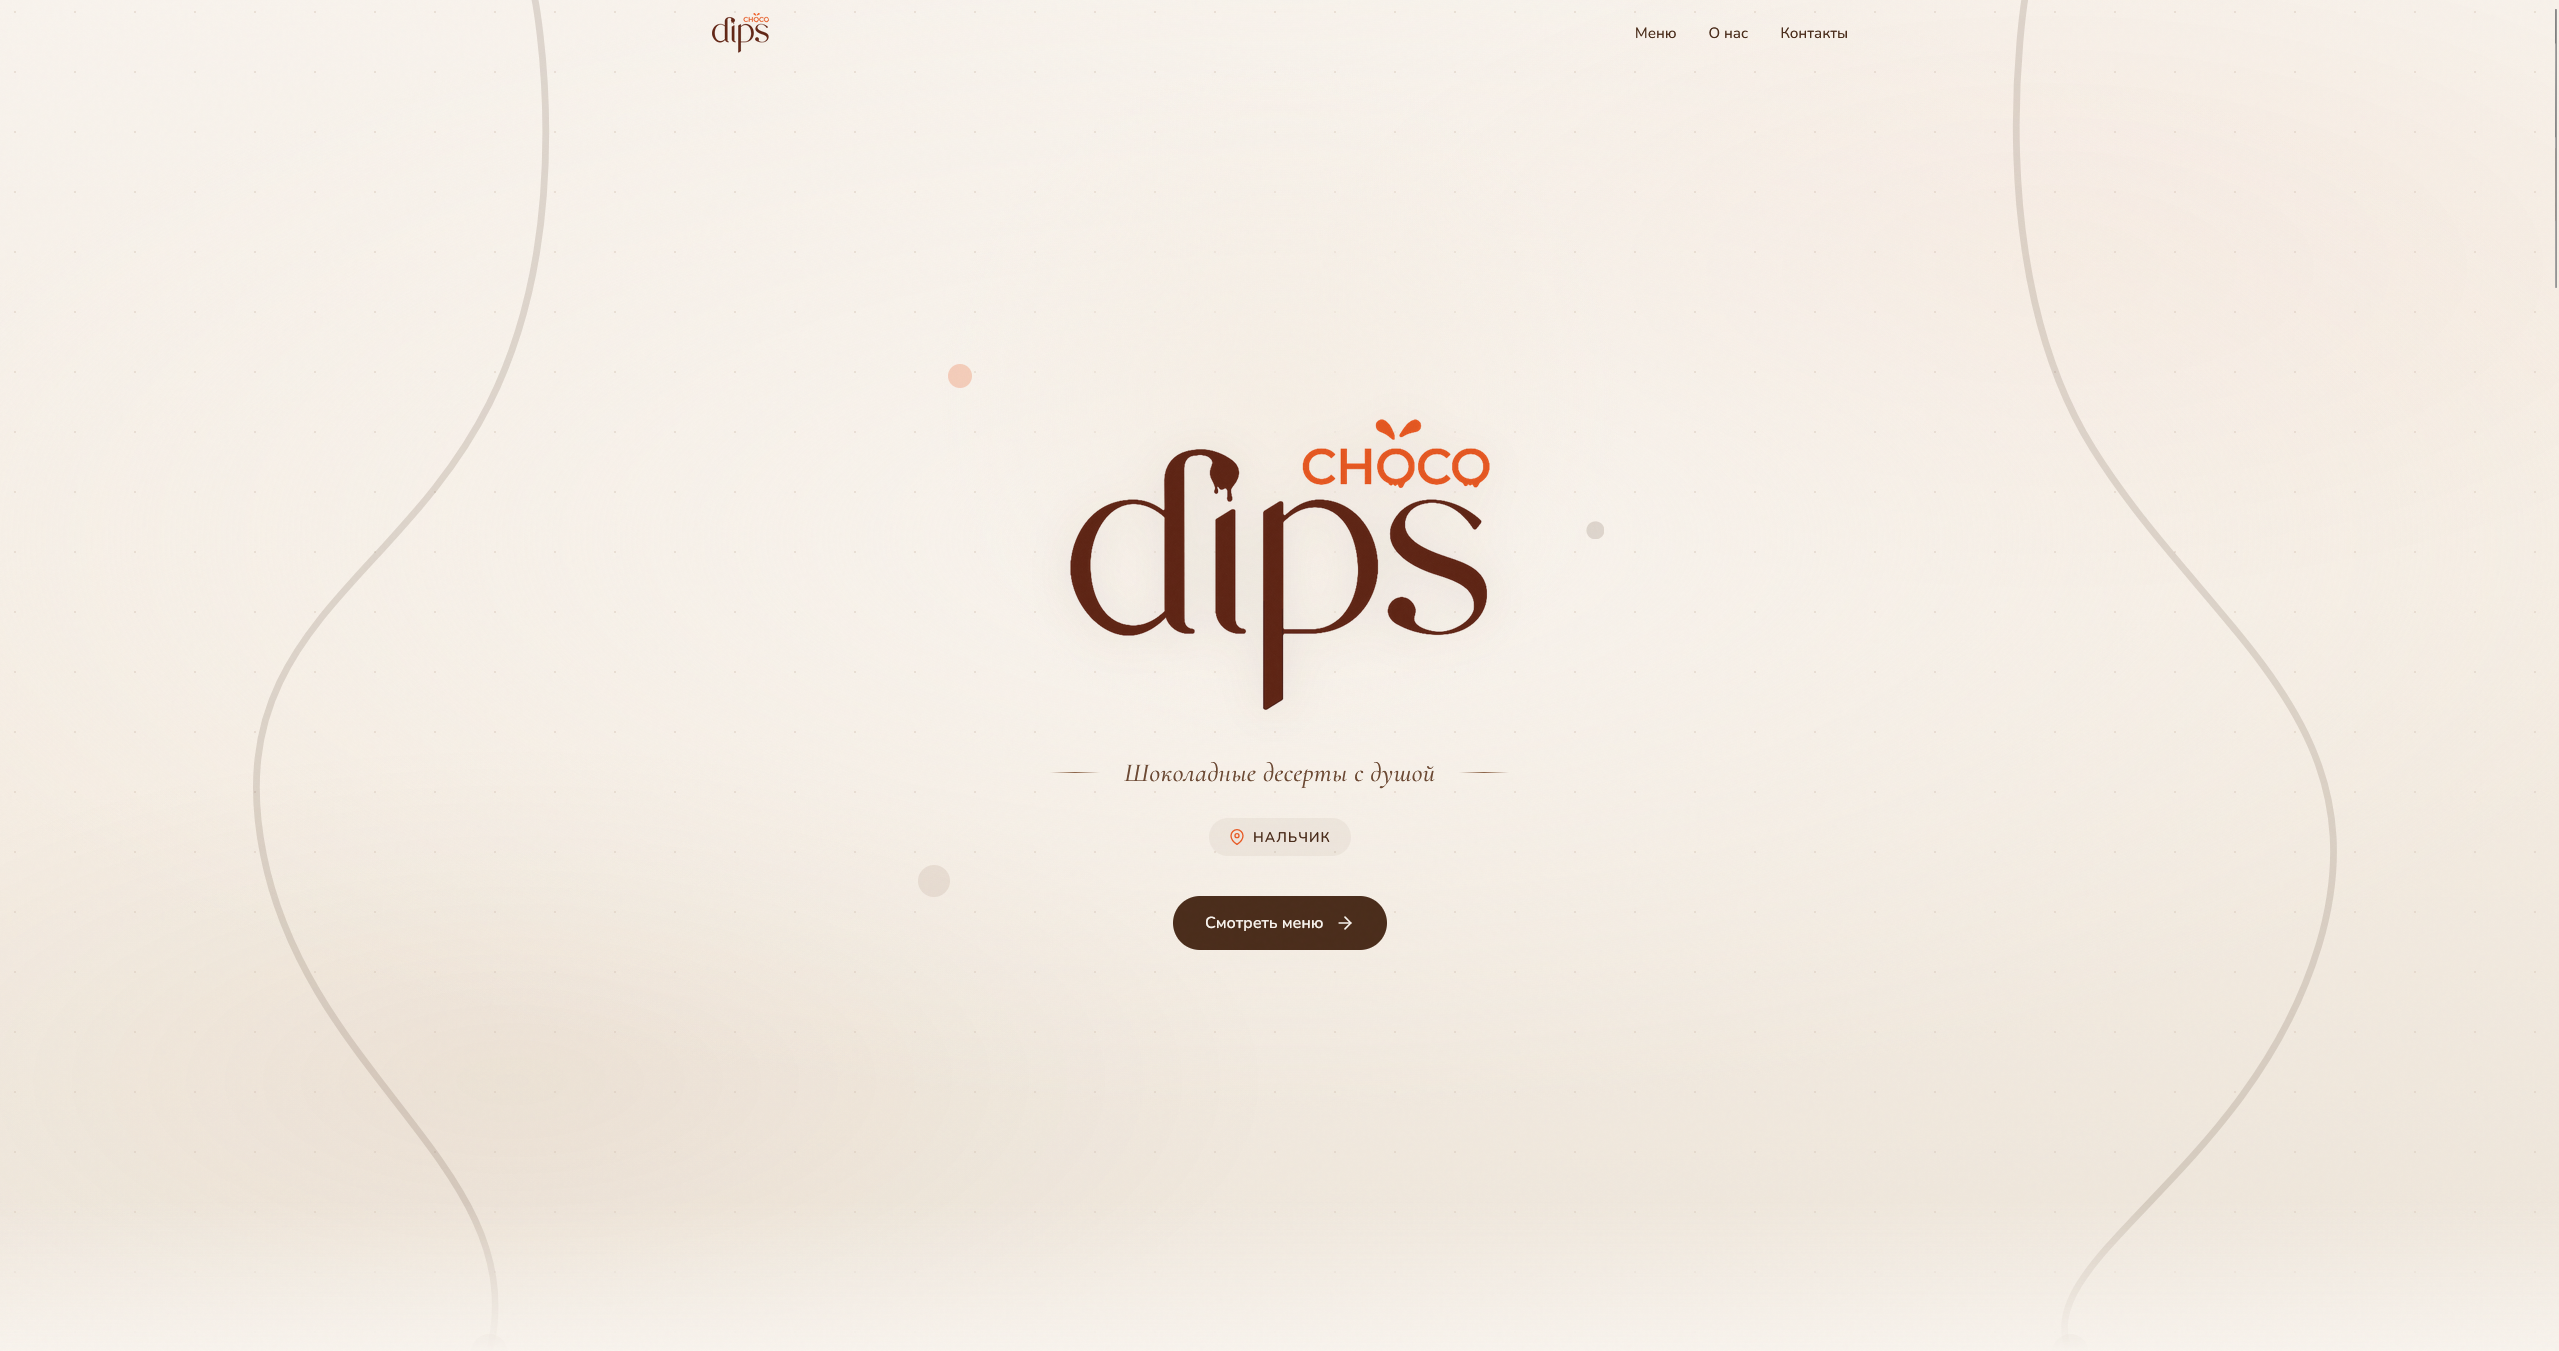 CHOCO
dips
Меню
О нас
Контакты
CHOCO
dips
Шоколадные десерты с душой
НАЛЬЧИК
Смотреть меню